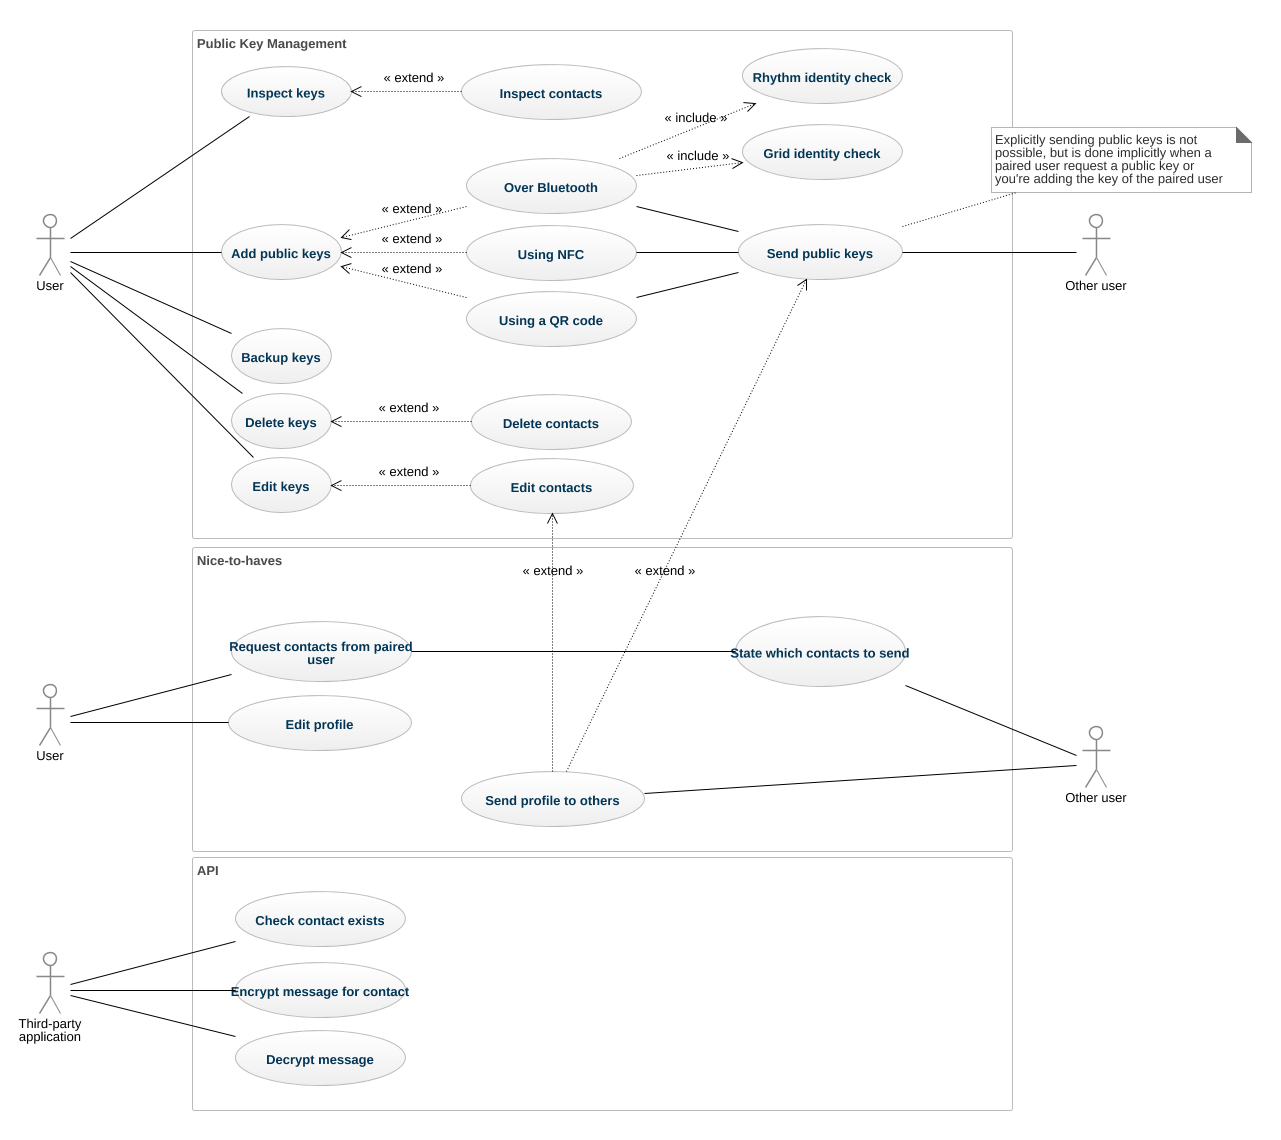 Public Key Management
Inspect keys
« extend »
Inspect contacts
Rhythm identity check
« include »
Grid identity check
« include »
Explicitly sending public keys is not
possible, but is done implicitly when a
paired user request a public key or
you're adding the key of the paired user
Over Bluetooth
« extend »
Add public keys
« extend »
Using NFC
Send public keys
« extend »
User
Other user
Using a QR code
Backup keys
Delete keys
« extend »
Delete contacts
Edit keys
« extend »
Edit contacts
Nice-to-haves
« extend »
« extend »
Request contacts from paired
user
State which contacts to send
Edit profile
User
Send profile to others
Other user
API
Check contact exists
Encrypt message for contact
Third-party
application
Decrypt message